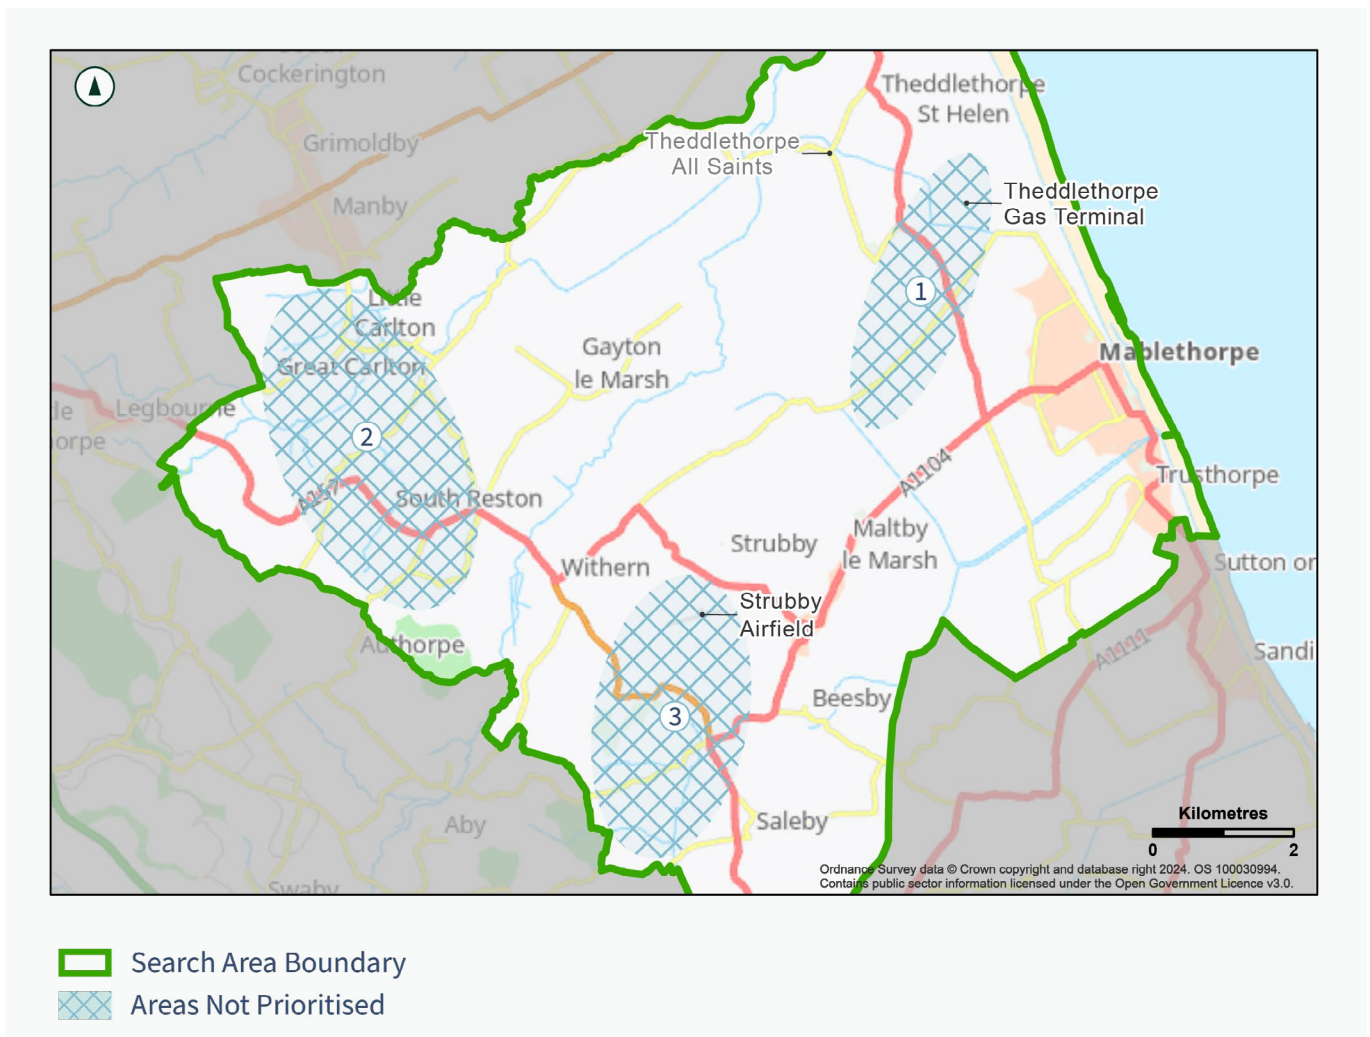 Cockerington
Grimoldby
Manby
Theddlethorpe
St Helen
Theddlethorpe
All Saints
Theddlethorpe
Gas Terminal
1
Little
Carlton
Great Carlton
Gayton
le Marsh
Mablethorpe
Legbourne
2
A157
South Reston
A1104
Trusthorpe
Withern
Strubby
Maltby
le Marsh
Sutton on
Strubby
Airfield
Authorpe
A1111
Sandi
3
Beesby
Aby
Saleby
Swaby
Kilometres
0 2
Ordnance Survey data © Crown copyright and database right 2024. OS 100030994.
Contains public sector information licensed under the Open Government Licence v3.0.
Search Area Boundary
Areas Not Prioritised